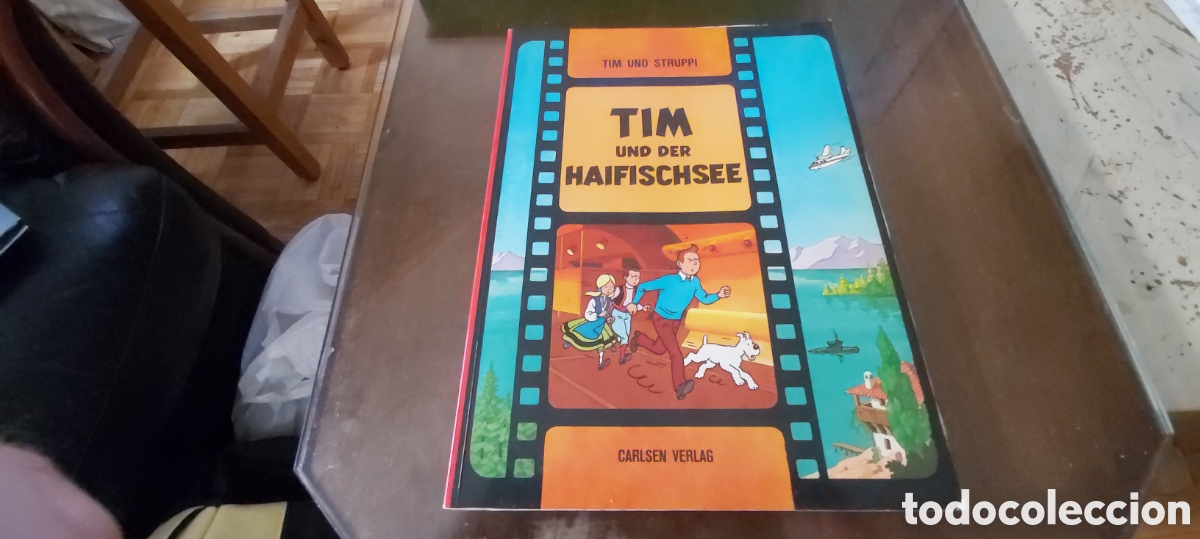 TIM UND STRUPPI
TIM
UND DER
HAIFISCHSEE
CARLSEN VERLAG
todocoleccion